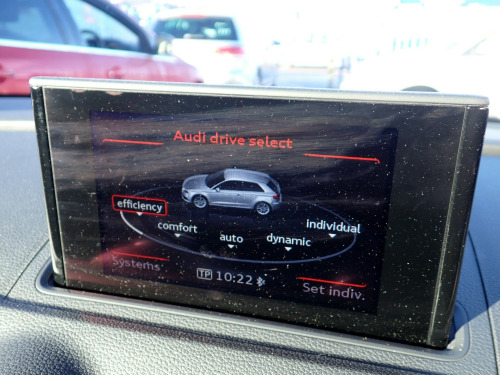 Audi drive select
efficiency
comfort
auto
dynamic
individual
Systems
TP 10:22
Set indiv.